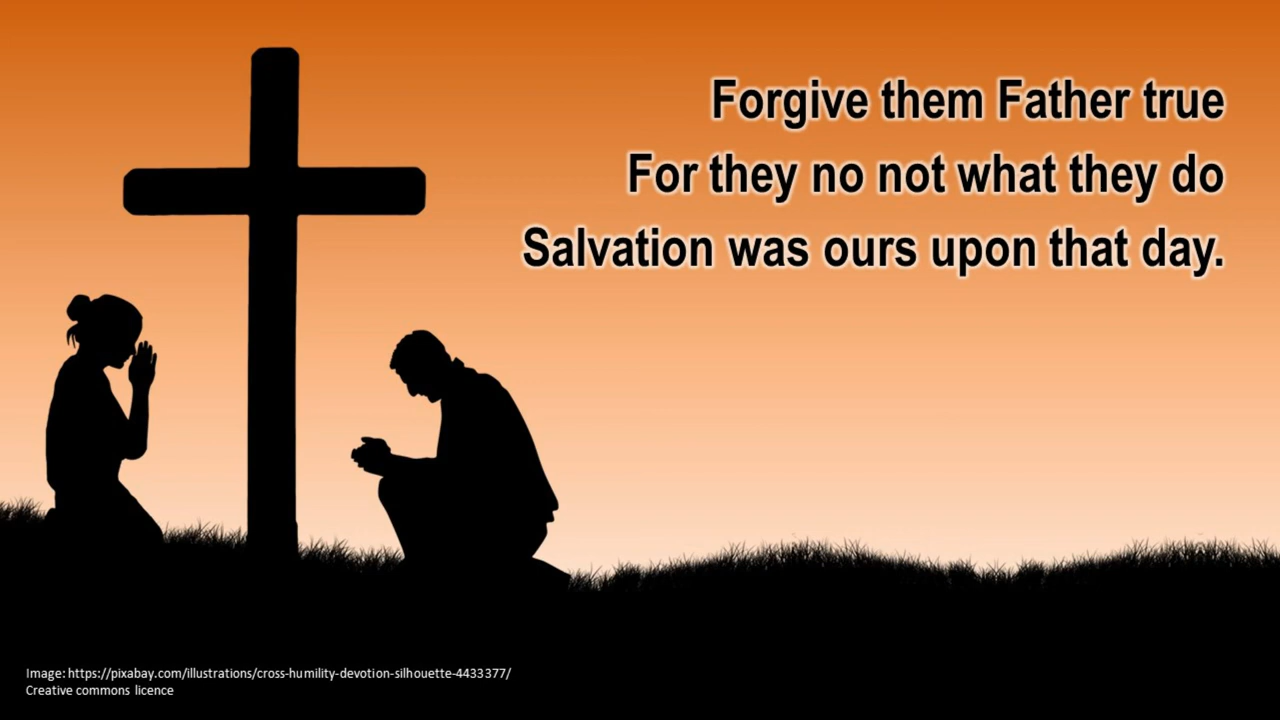 Forgive them Father true
For they no not what they do
Salvation was ours upon that day.
Image: https://pixabay.com/illustrations/cross-humility-devotion-silhouette-4433377/
Creative commons licence